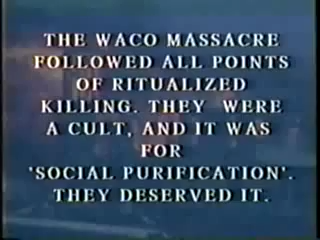 THE WACO MASSACRE
FOLLOWED ALL POINTS
OF RITUALIZED
KILLING. THEY WERE
A CULT, AND IT WAS
FOR
'SOCIAL PURIFICATION'.
THEY DESERVED IT.